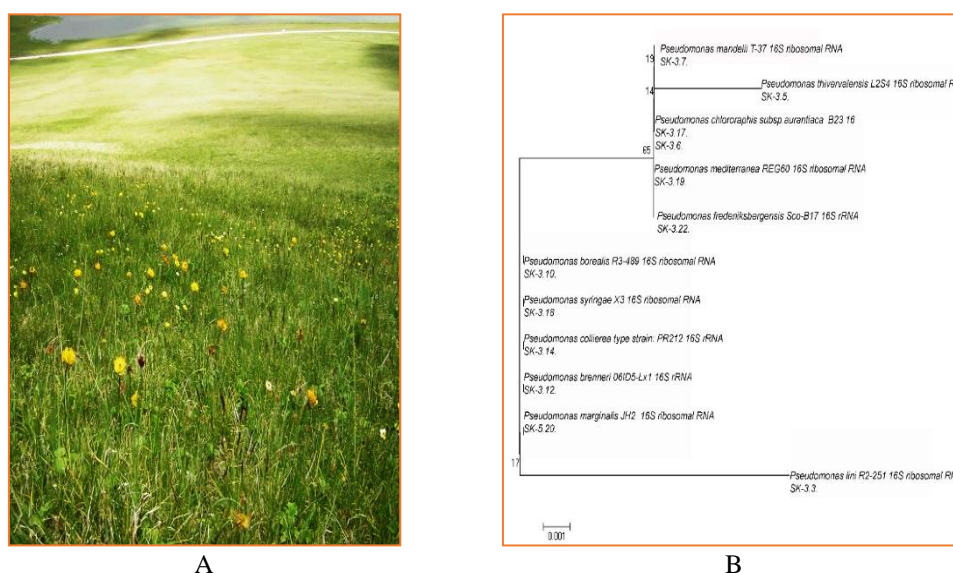 Pseudomonas mandelii T-37 16S ribosomal RNA
SK-3.7.
19
Pseudomonas thivervalensis L2S4 16S ribosomal R
SK-3.5.
14
Pseudomonas chlororaphis subsp.aurantiaca B23 16
SK-3.17.
SK-3.6.
65
Pseudomonas mediterranea REG60 16S ribosomal RNA
SK-3.19.
Pseudomonas frederiksbergensis Sco-B17 16S rRNA
SK-3.22.
Pseudomonas borealis R3-489 16S ribosomal RNA
SK-3.10.
Pseudomonas syringae X3 16S ribosomal RNA
SK-3.18
Pseudomonas collierea type strain: PR212 16S rRNA
SK-3.14.
Pseudomonas brenneri 06ID5-Lx1 16S rRNA
SK-3.12.
Pseudomonas marginalis JH2 16S ribosomal RNA
SK-5.20.
17
Pseudomonas lini R2-251 16S ribosomal R
SK-3.3.
0.001
A B